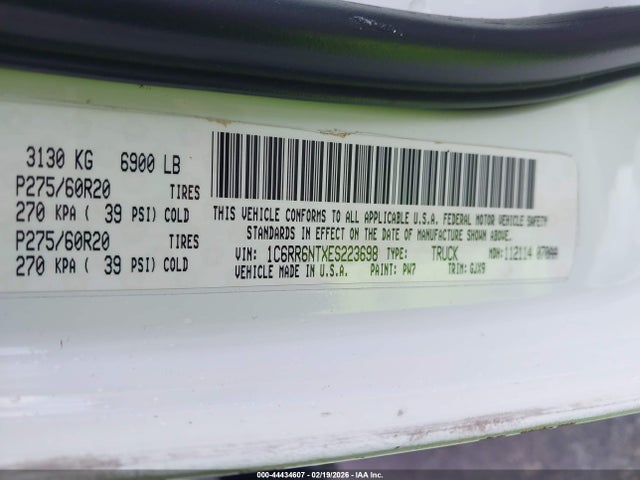 3130 KG 6900 LB
P275/60R20 TIRES
270 KPA ( 39 PSI) COLD
P275/60R20 TIRES
270 KPA ( 39 PSI) COLD
THIS VEHICLE CONFORMS TO ALL APPLICABLE U.S.A. FEDERAL MOTOR VEHICLE SAFETY
STANDARDS IN EFFECT ON THE DATE OF MANUFACTURE SHOWN ABOVE.
VIN: 1C6RR6NTXES223698 TYPE: TRUCK MDH: 112114 070AA
VEHICLE MADE IN U.S.A. PAINT: PW7 TRIM: GJX9
000-44434607 - 02/19/2026 - IAA Inc.